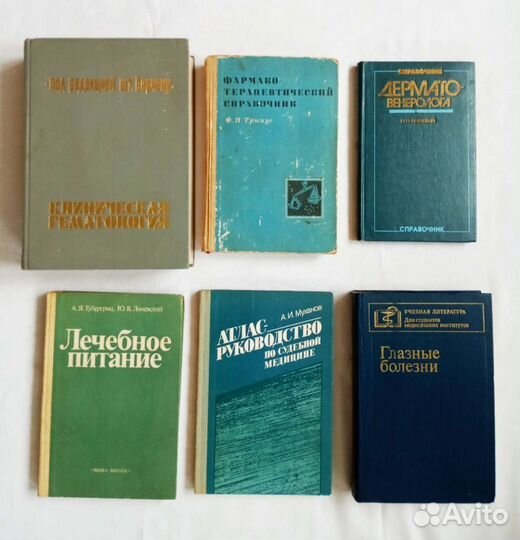 под редакцией
КЛИНИЧЕСКАЯ
ГЕМАТОЛОГИЯ
ФАРМАКО
ТЕРАПЕВТИЧЕСКИЙ
СПРАВОЧНИК
Ф. П. Тринус
СПРАВОЧНИК
ДЕРМАТО-
ВЕНЕРОЛОГА
СПРАВОЧНИК
А. Я. Губергриц, Ю. В. Линевский
Лечебное
питание
«ВИЩА ШКОЛА»
А. И. Муханов
АТЛАС-
РУКОВОДСТВО
ПО СУДЕБНОЙ
МЕДИЦИНЕ
УЧЕБНАЯ ЛИТЕРАТУРА
Для студентов
медицинских институтов
Глазные
болезни
Avito